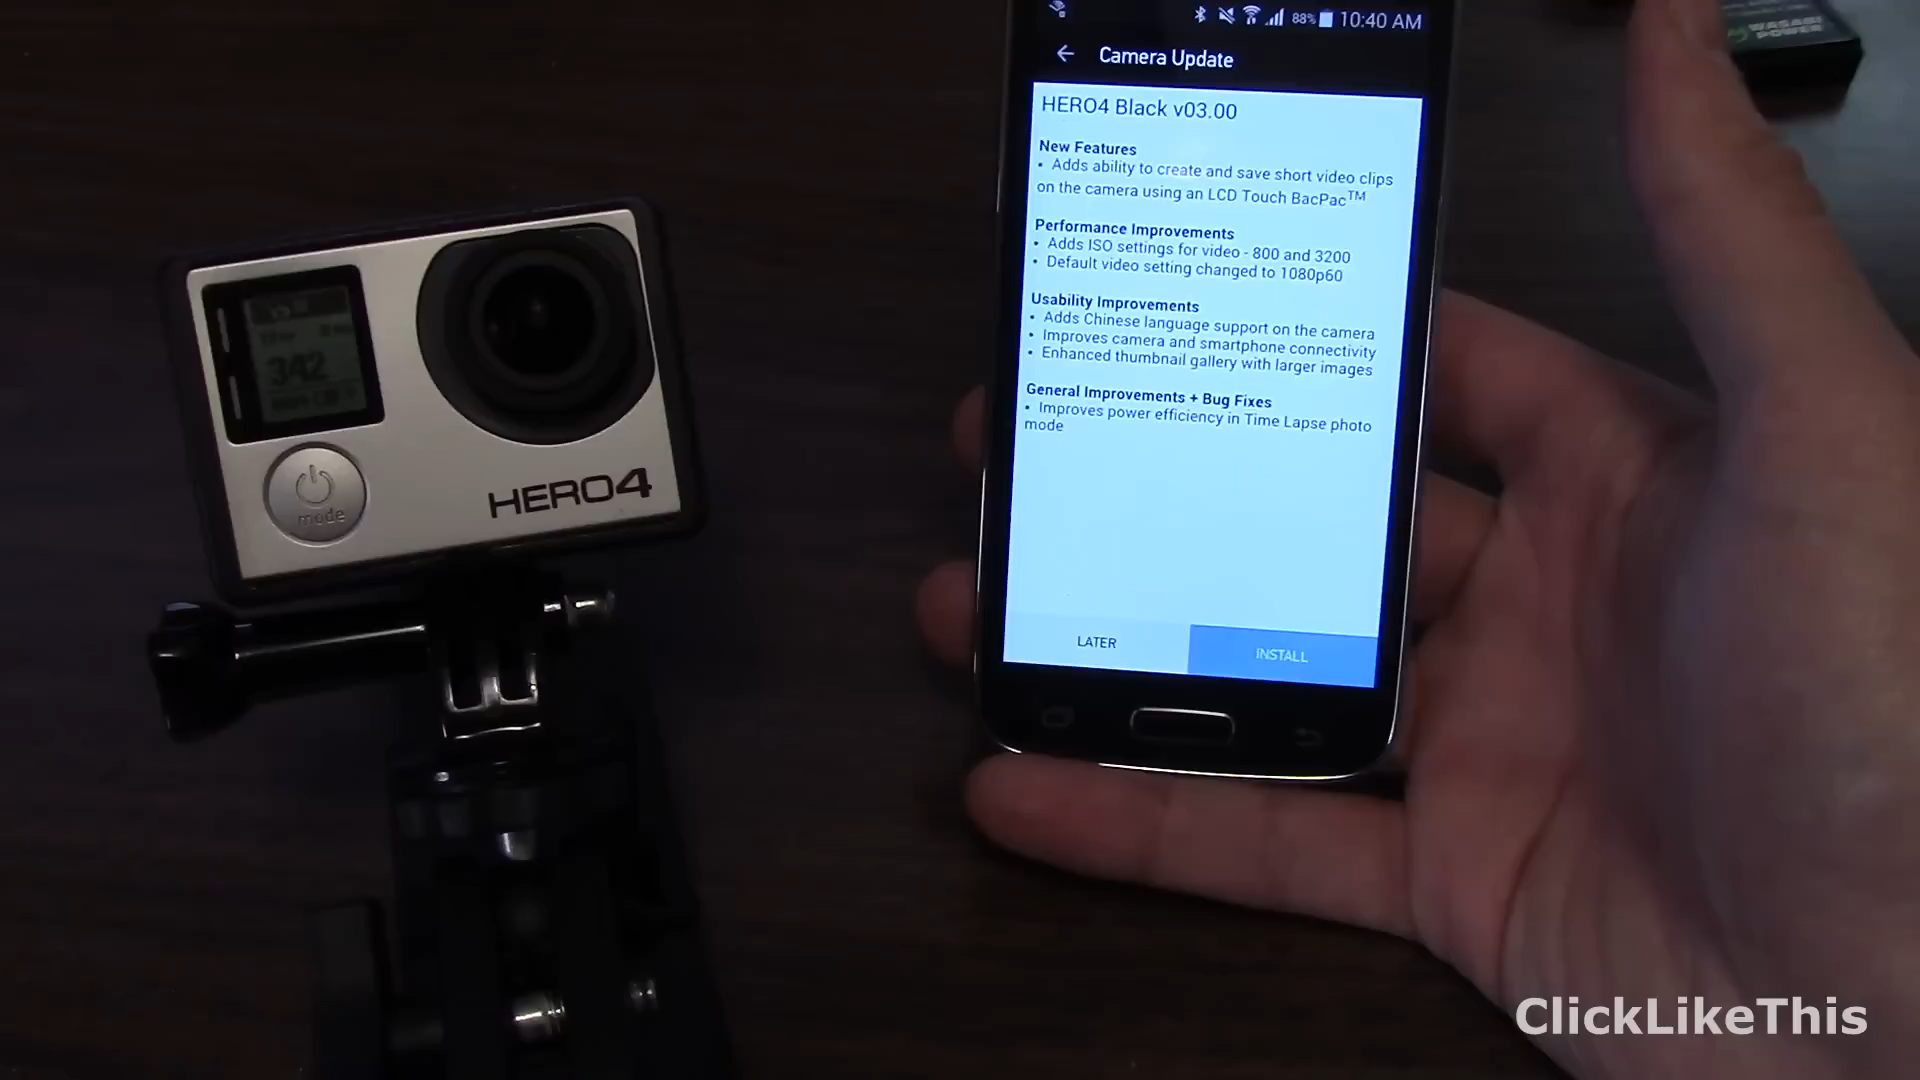 88% 10:40 AM
Camera Update
HERO4 Black v03.00
New Features
• Adds ability to create and save short video clips
on the camera using an LCD Touch BacPac™
Performance Improvements
• Adds ISO settings for video - 800 and 3200
• Default video setting changed to 1080p60
Usability Improvements
• Adds Chinese language support on the camera
• Improves camera and smartphone connectivity
• Enhanced thumbnail gallery with larger images
General Improvements + Bug Fixes
• Improves power efficiency in Time Lapse photo
mode
LATER INSTALL
342
mode
HERO4
WASABI
POWER
ClickLikeThis